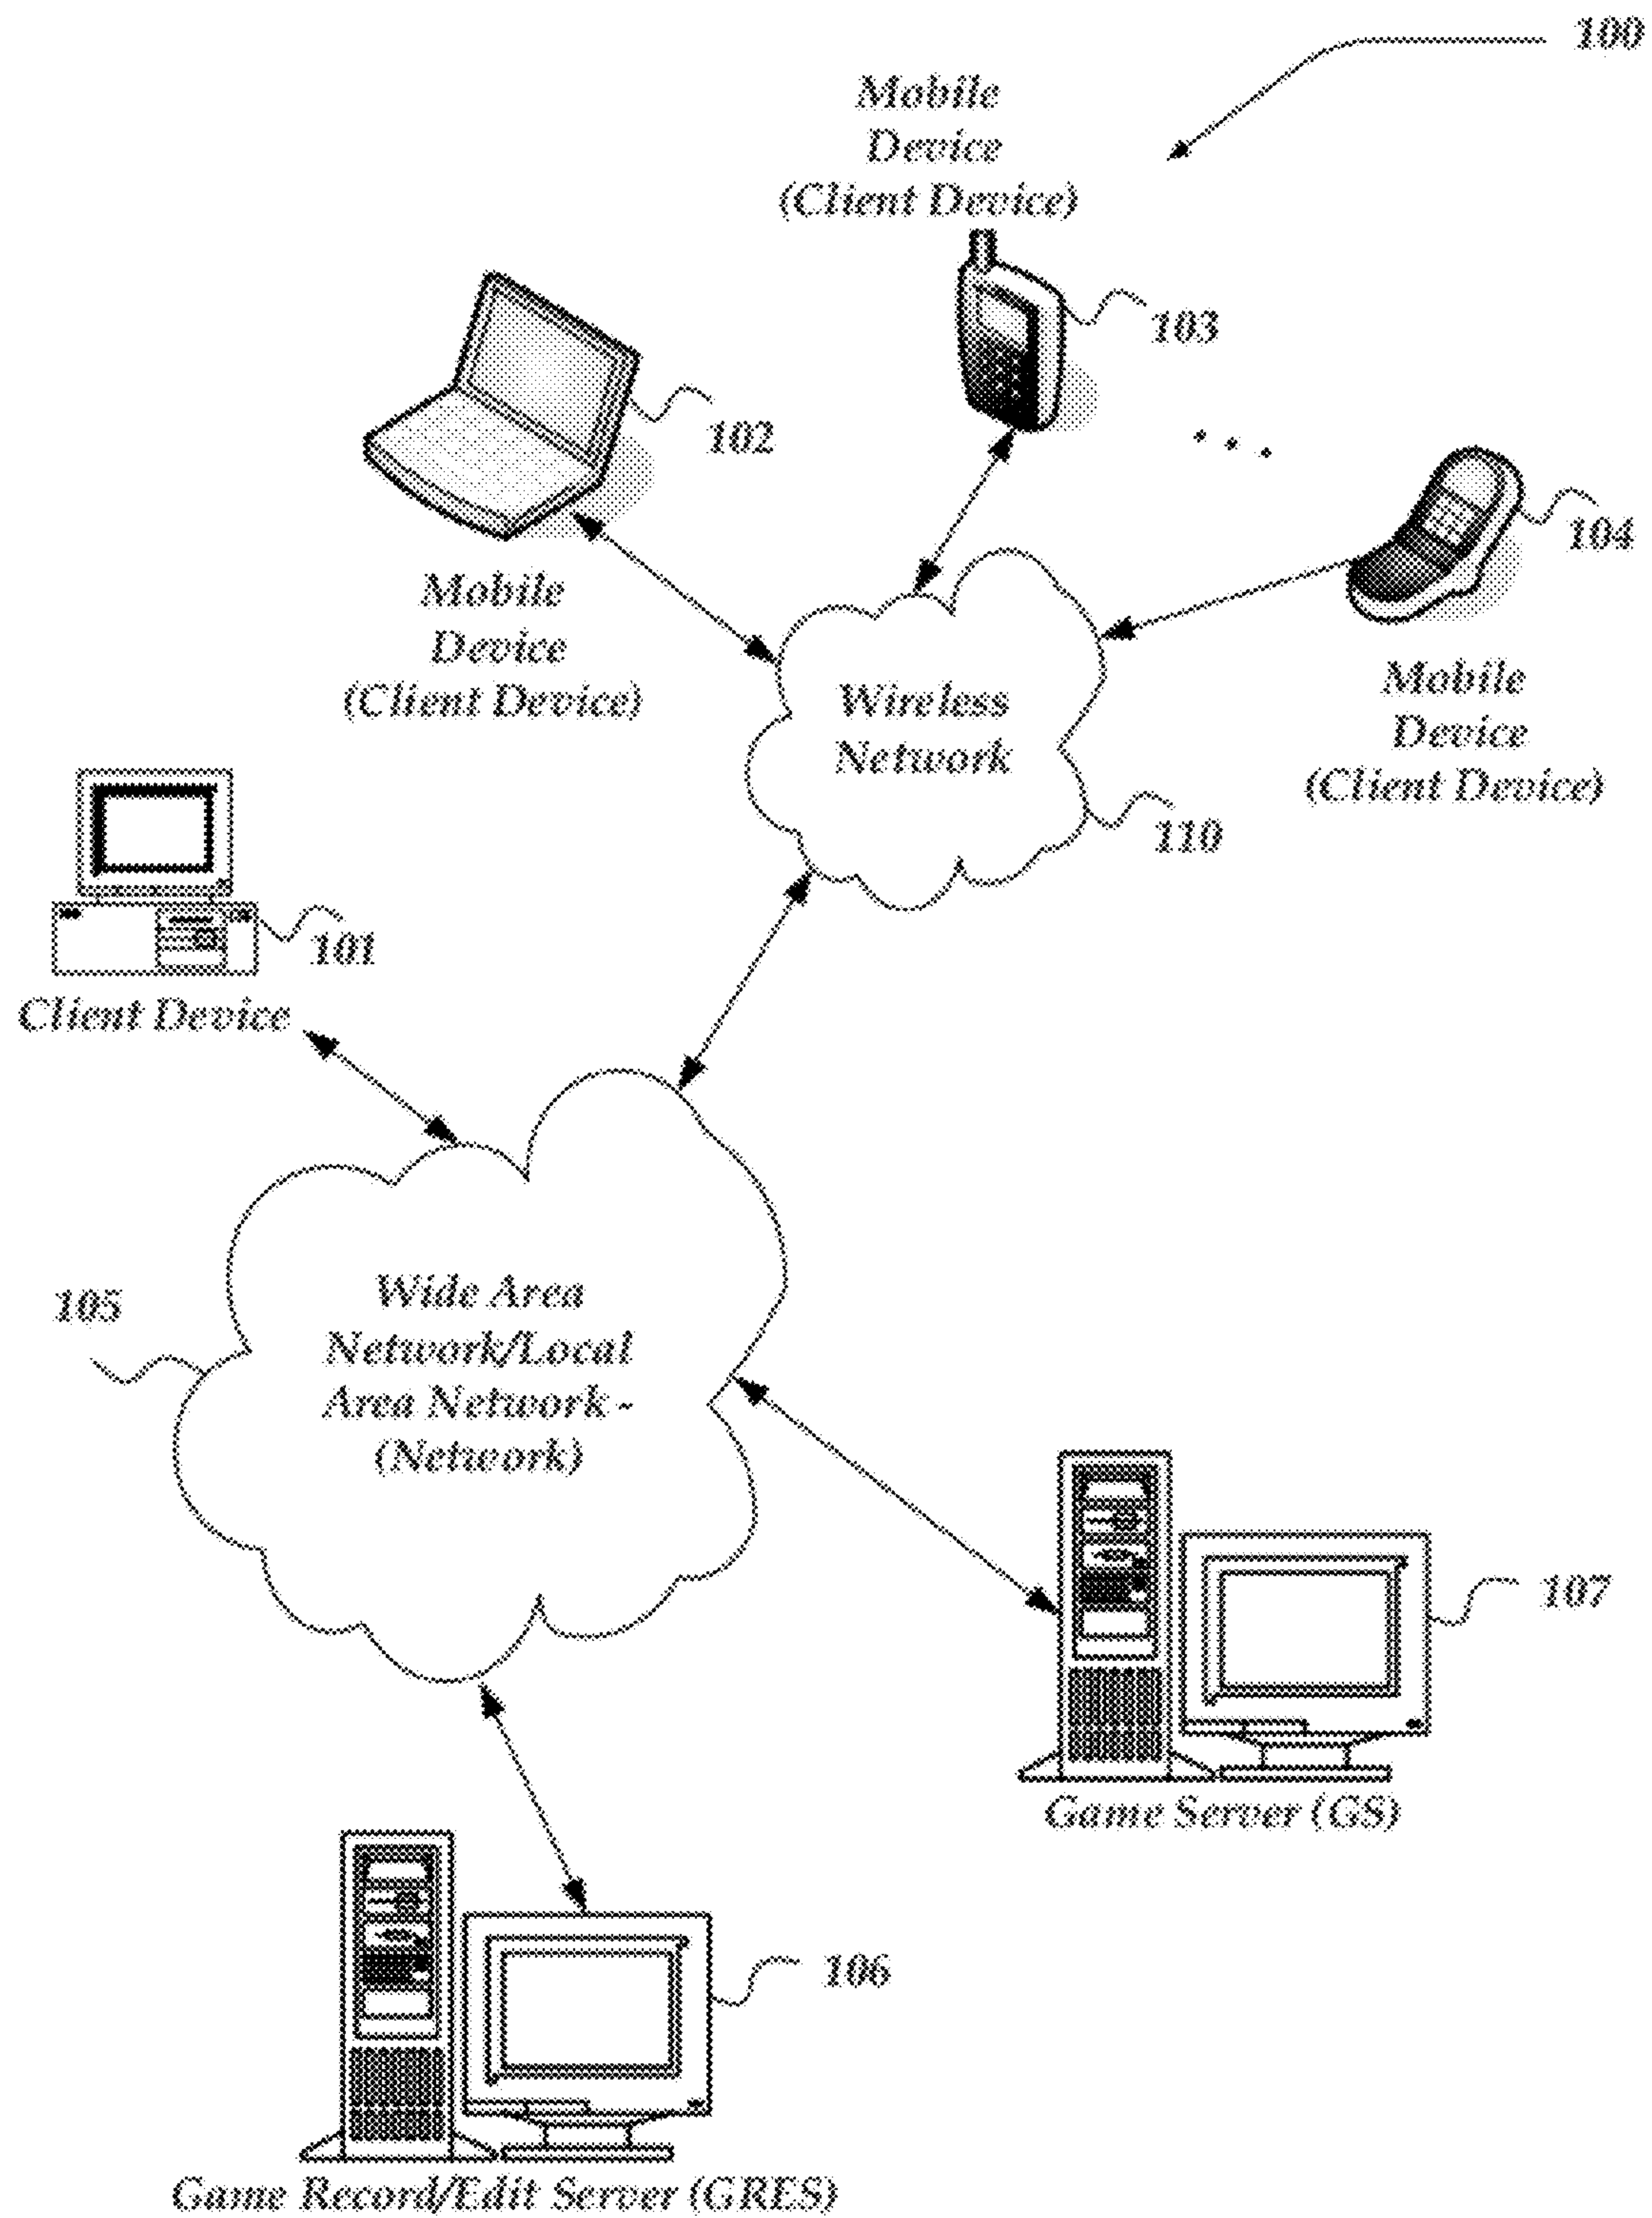 100
Mobile
Device
(Client Device)
103
102
104
Mobile
Device
(Client Device)
Wireless
Network
Mobile
Device
(Client Device)
110
101
Client Device
105
Wide Area
Network/Local
Area Network-
(Network)
107
Game Server (GS)
106
Game Record/Edit Server (GRES)